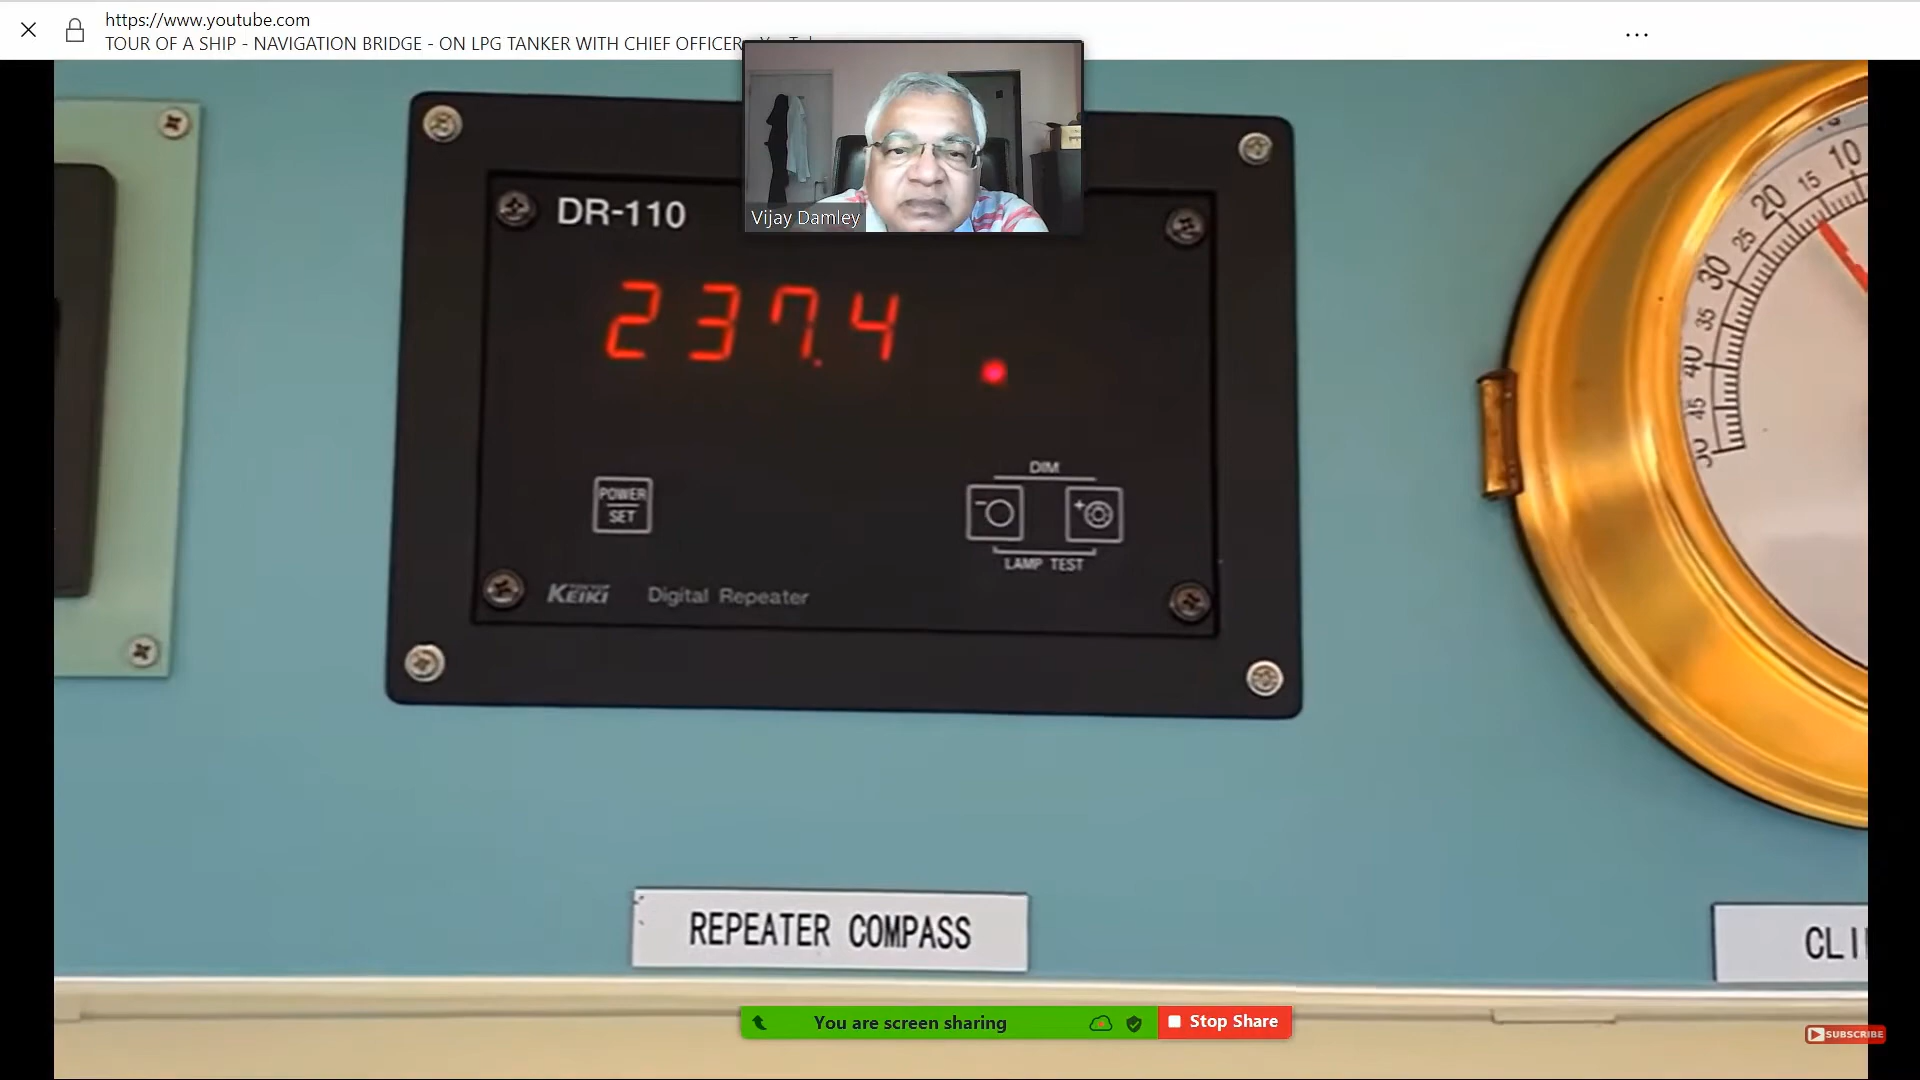 https://www.youtube.com
TOUR OF A SHIP - NAVIGATION BRIDGE - ON LPG TANKER WITH CHIEF OFFICER
Vijay Damley
DR-110
237.4
POWER
SET
DIM
- +
LAMP TEST
KEIKI Digital Repeater
10
15
20
25
30
35
40
45
50
REPEATER COMPASS
CLI
You are screen sharing
Stop Share
SUBSCRIBE